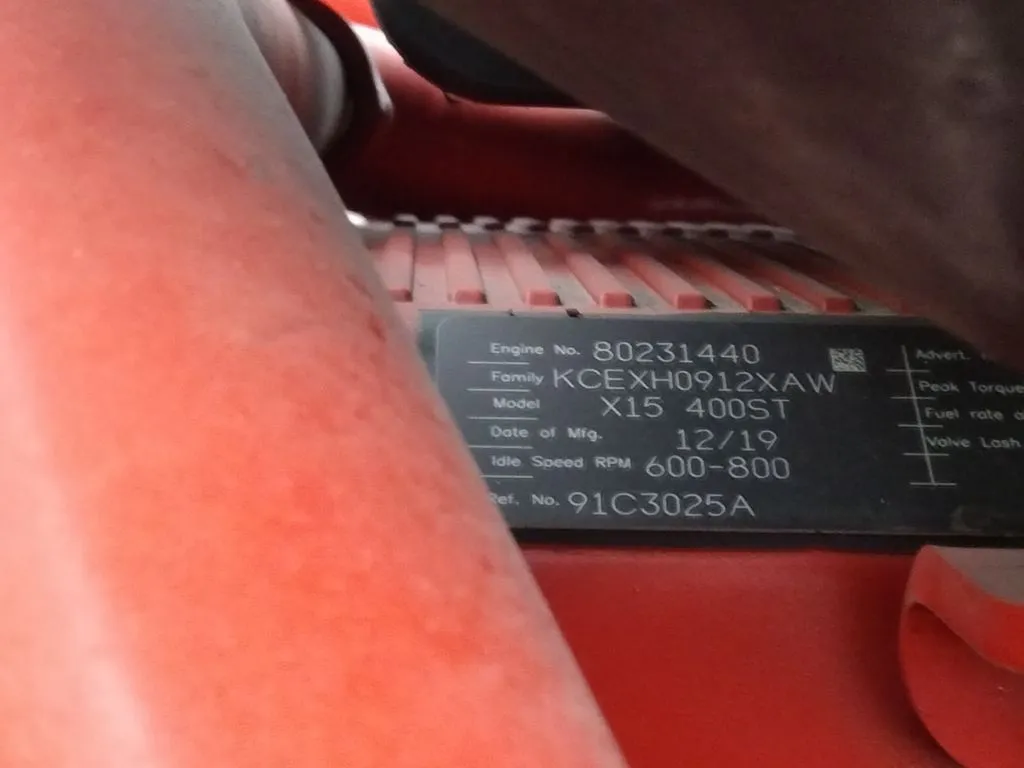 Engine No. 80231440
Family KCEXH0912XAW
Model X15 400ST
Date of Mfg. 12/19
Idle Speed RPM 600-800
Ref. No. 91C3025A
Advert.
Peak Torque
Fuel rate
Valve Lash